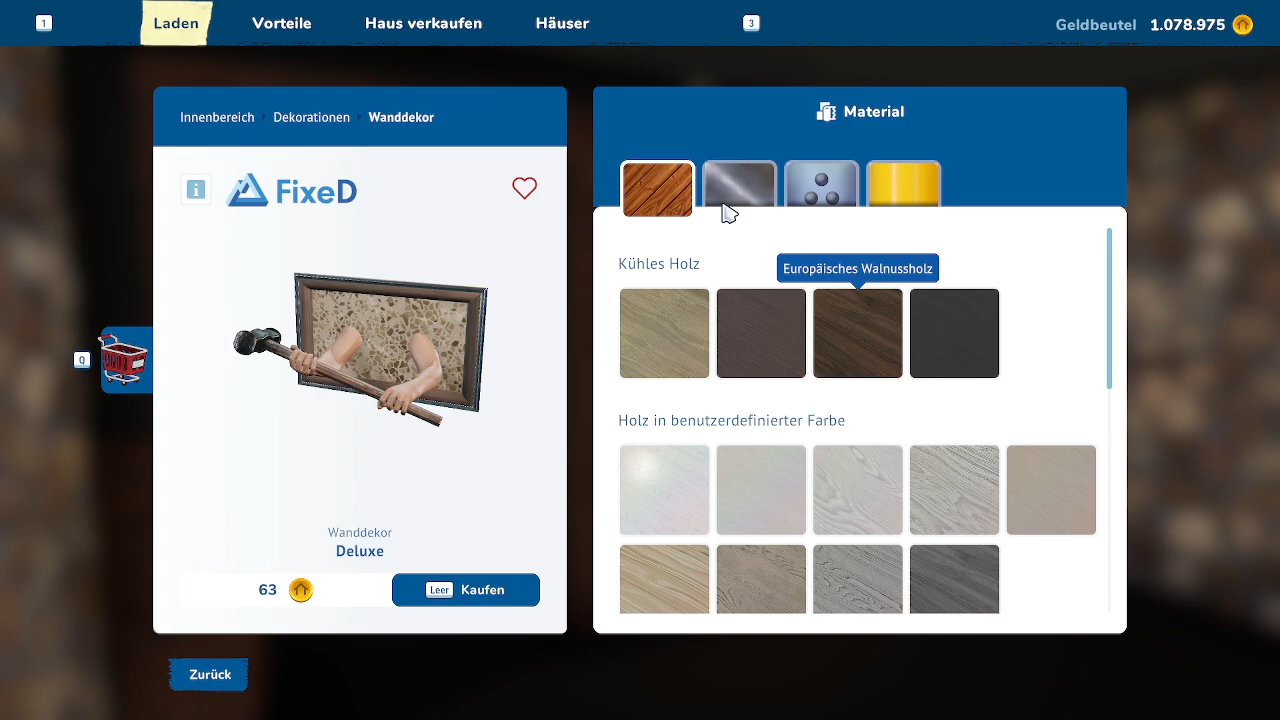 1
Laden
Vorteile
Haus verkaufen
Häuser
3
Geldbeutel 1.078.975
Innenbereich
Dekorationen
Wanddekor
FixeD
Wanddekor
Deluxe
63
Leer Kaufen
Q
Zurück
Material
Kühles Holz
Europäisches Walnussholz
Holz in benutzerdefinierter Farbe